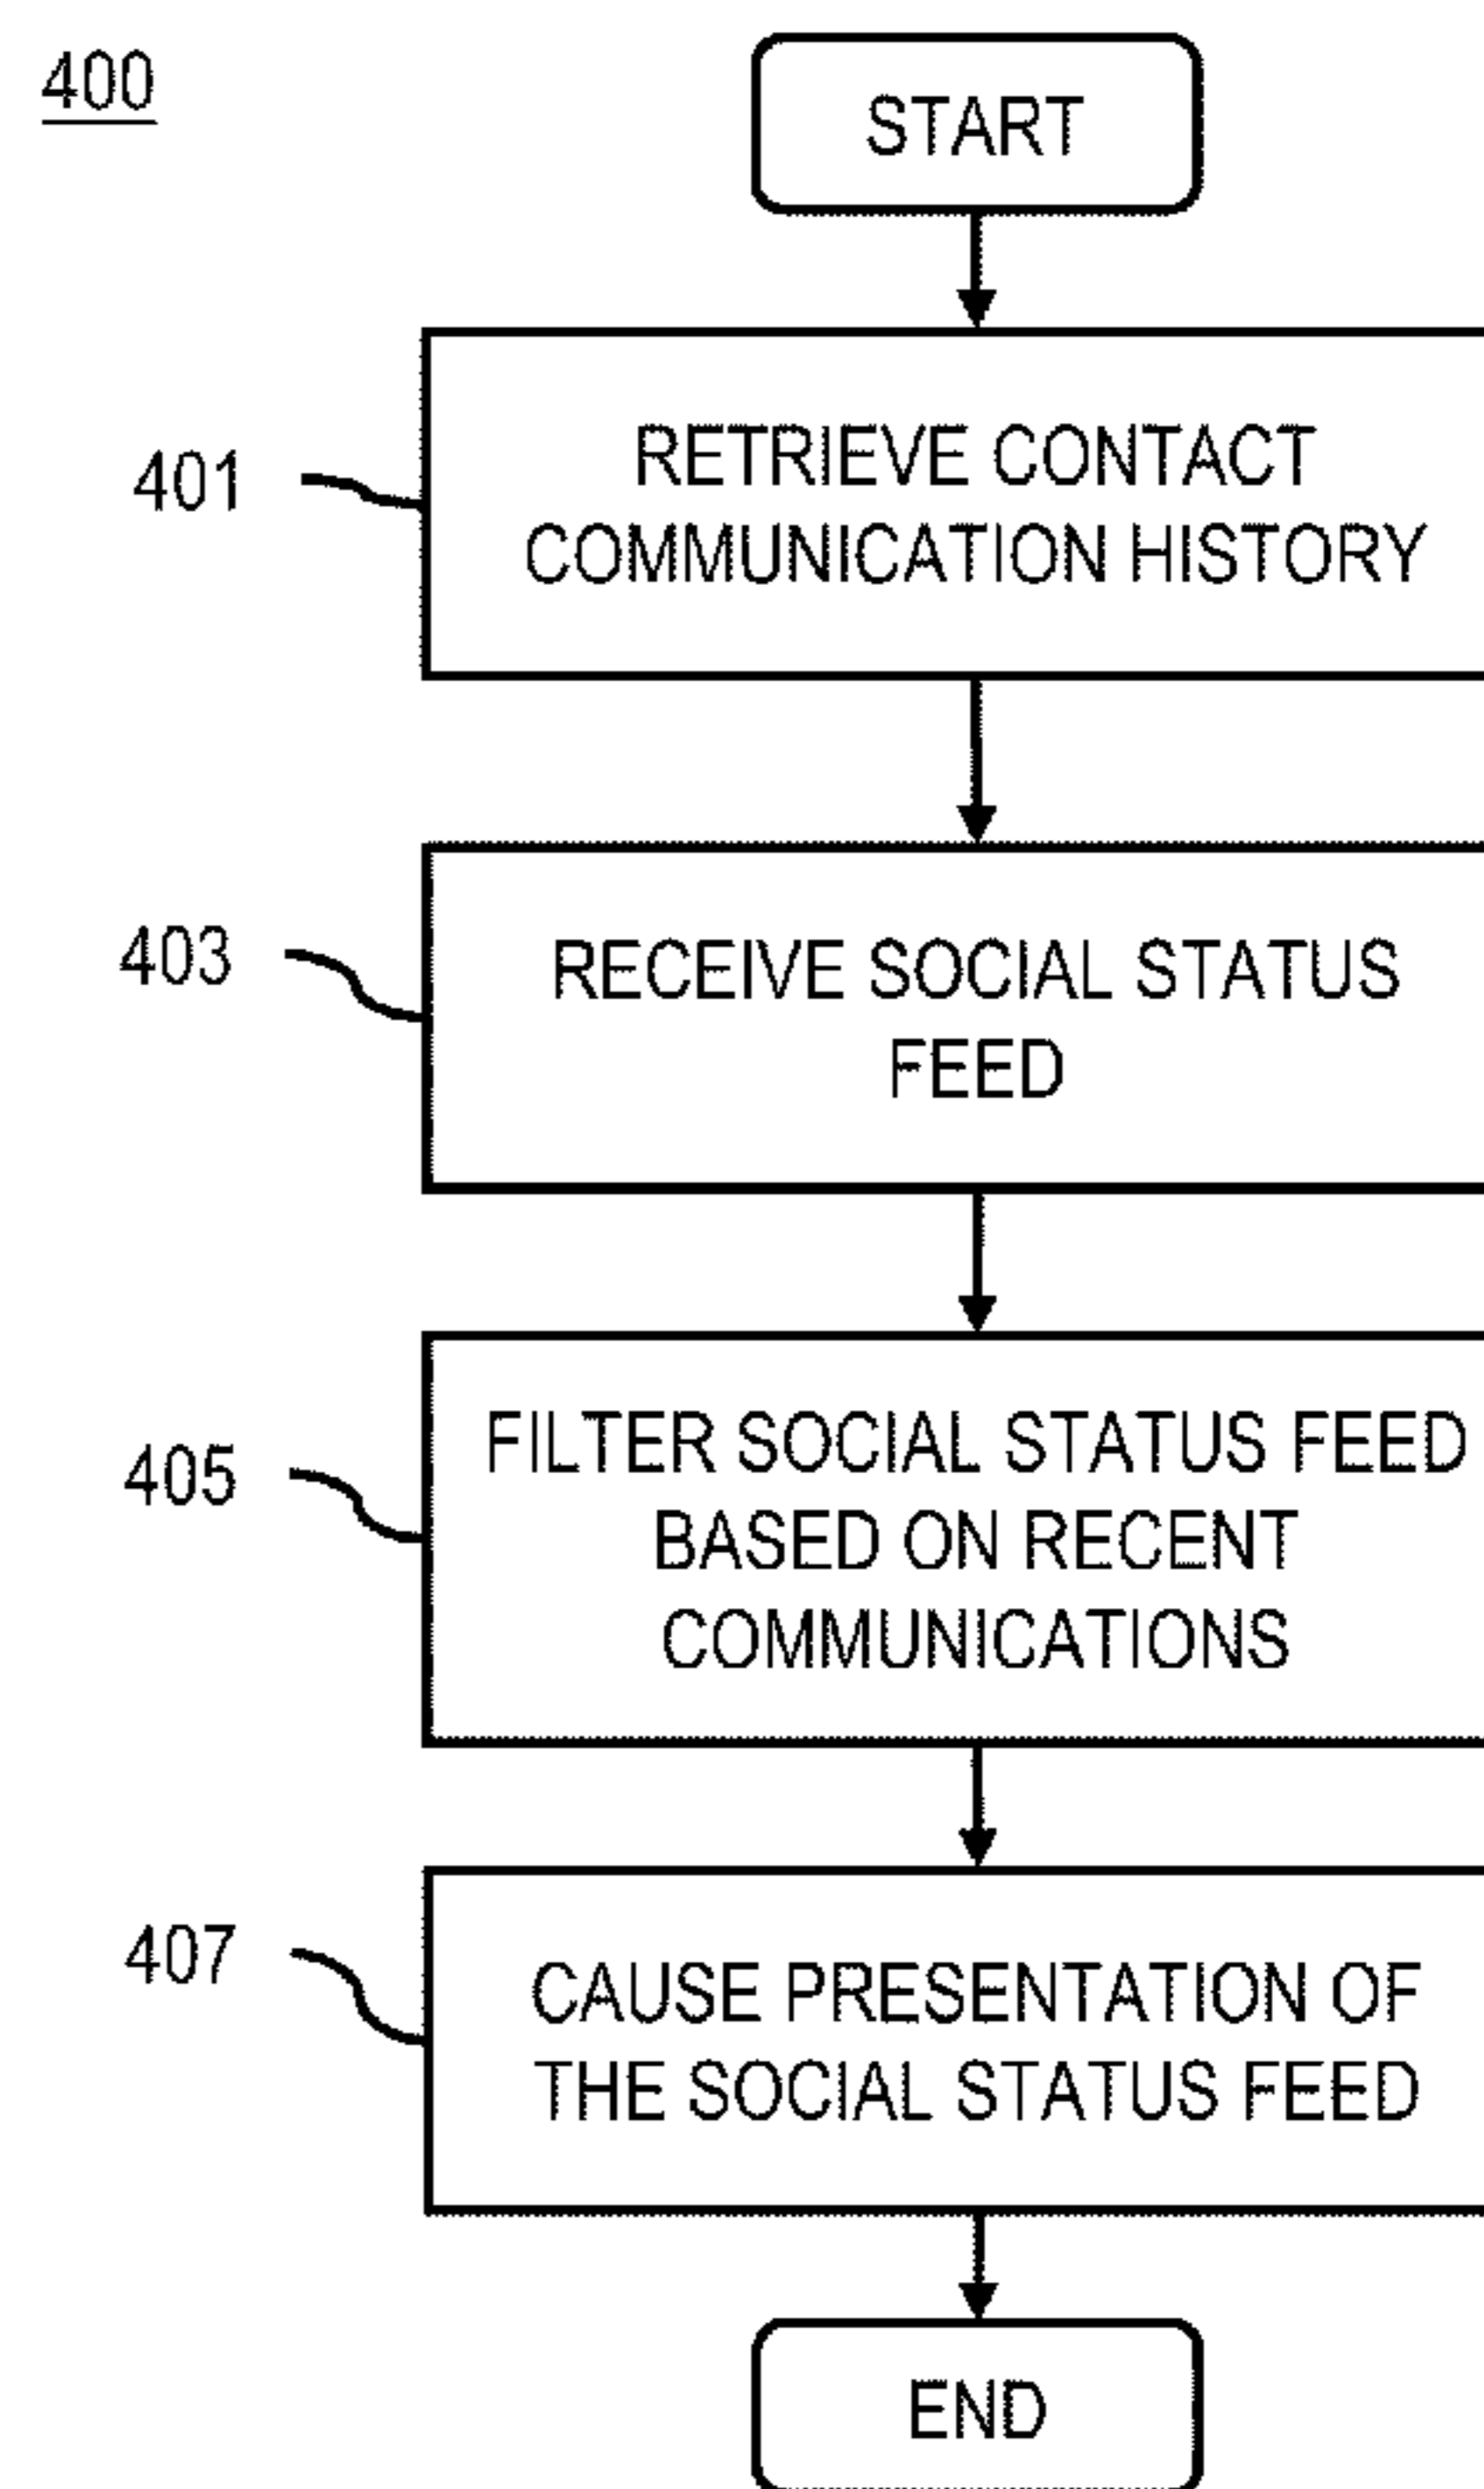 400
START
401
RETRIEVE CONTACT
COMMUNICATION HISTORY
403
RECEIVE SOCIAL STATUS
FEED
405
FILTER SOCIAL STATUS FEED
BASED ON RECENT
COMMUNICATIONS
407
CAUSE PRESENTATION OF
THE SOCIAL STATUS FEED
END